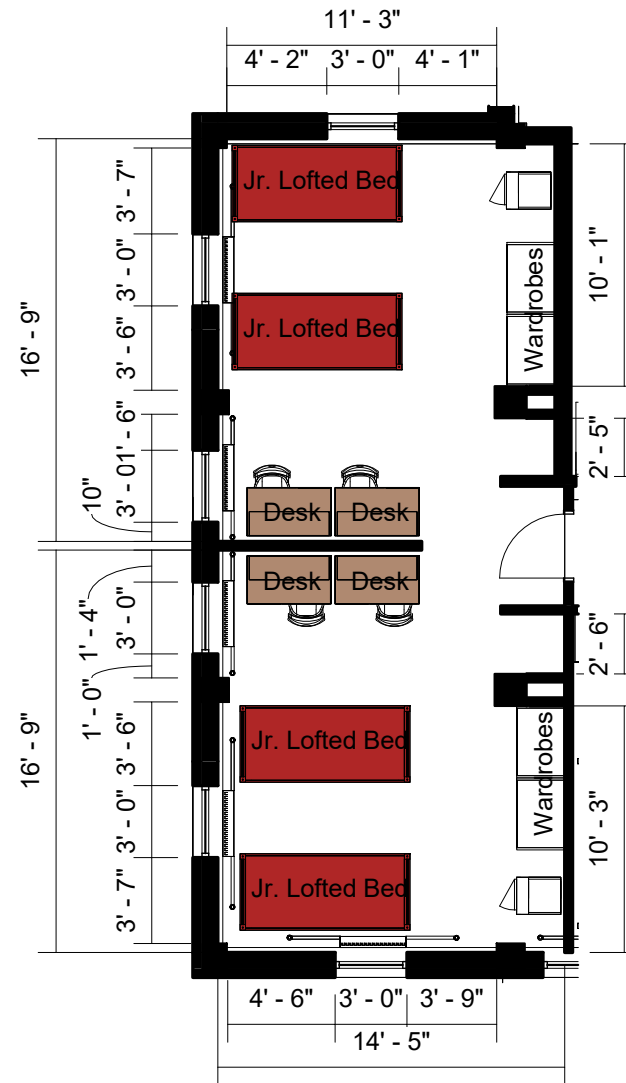 11' - 3"
4' - 2" 3' - 0" 4' - 1"
Jr. Lofted Bed
3' - 7"
3' - 0"
16' - 9"
10' - 1"
Wardrobes
Jr. Lofted Bed
3' - 6"
1' - 6"
2' - 5"
3' - 0"
10"
Desk Desk
Desk Desk
3' - 0"
1' - 4"
2' - 6"
1' - 0"
16' - 9"
3' - 6"
Jr. Lofted Bed
Wardrobes
3' - 0"
10' - 3"
3' - 7"
Jr. Lofted Bed
4' - 6" 3' - 0" 3' - 9"
14' - 5"